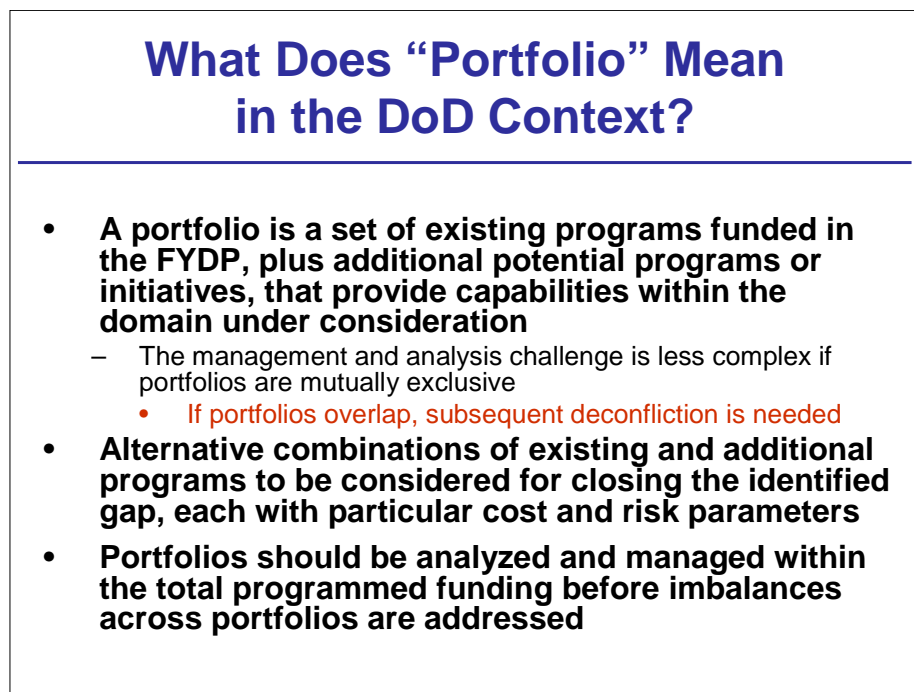 What Does “Portfolio” Mean
in the DoD Context?
• A portfolio is a set of existing programs funded in
the FYDP, plus additional potential programs or
initiatives, that provide capabilities within the
domain under consideration
– The management and analysis challenge is less complex if
portfolios are mutually exclusive
• If portfolios overlap, subsequent deconfliction is needed
• Alternative combinations of existing and additional
programs to be considered for closing the identified
gap, each with particular cost and risk parameters
• Portfolios should be analyzed and managed within
the total programmed funding before imbalances
across portfolios are addressed